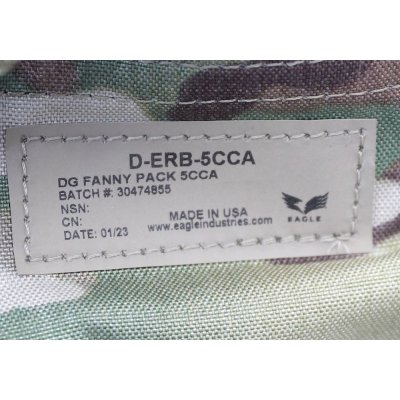 D-ERB-5CCA
DG FANNY PACK 5CCA
BATCH #: 30474855
NSN:
CN:
MADE IN USA
DATE: 01/23
www.eagleindustries.com
EAGLE